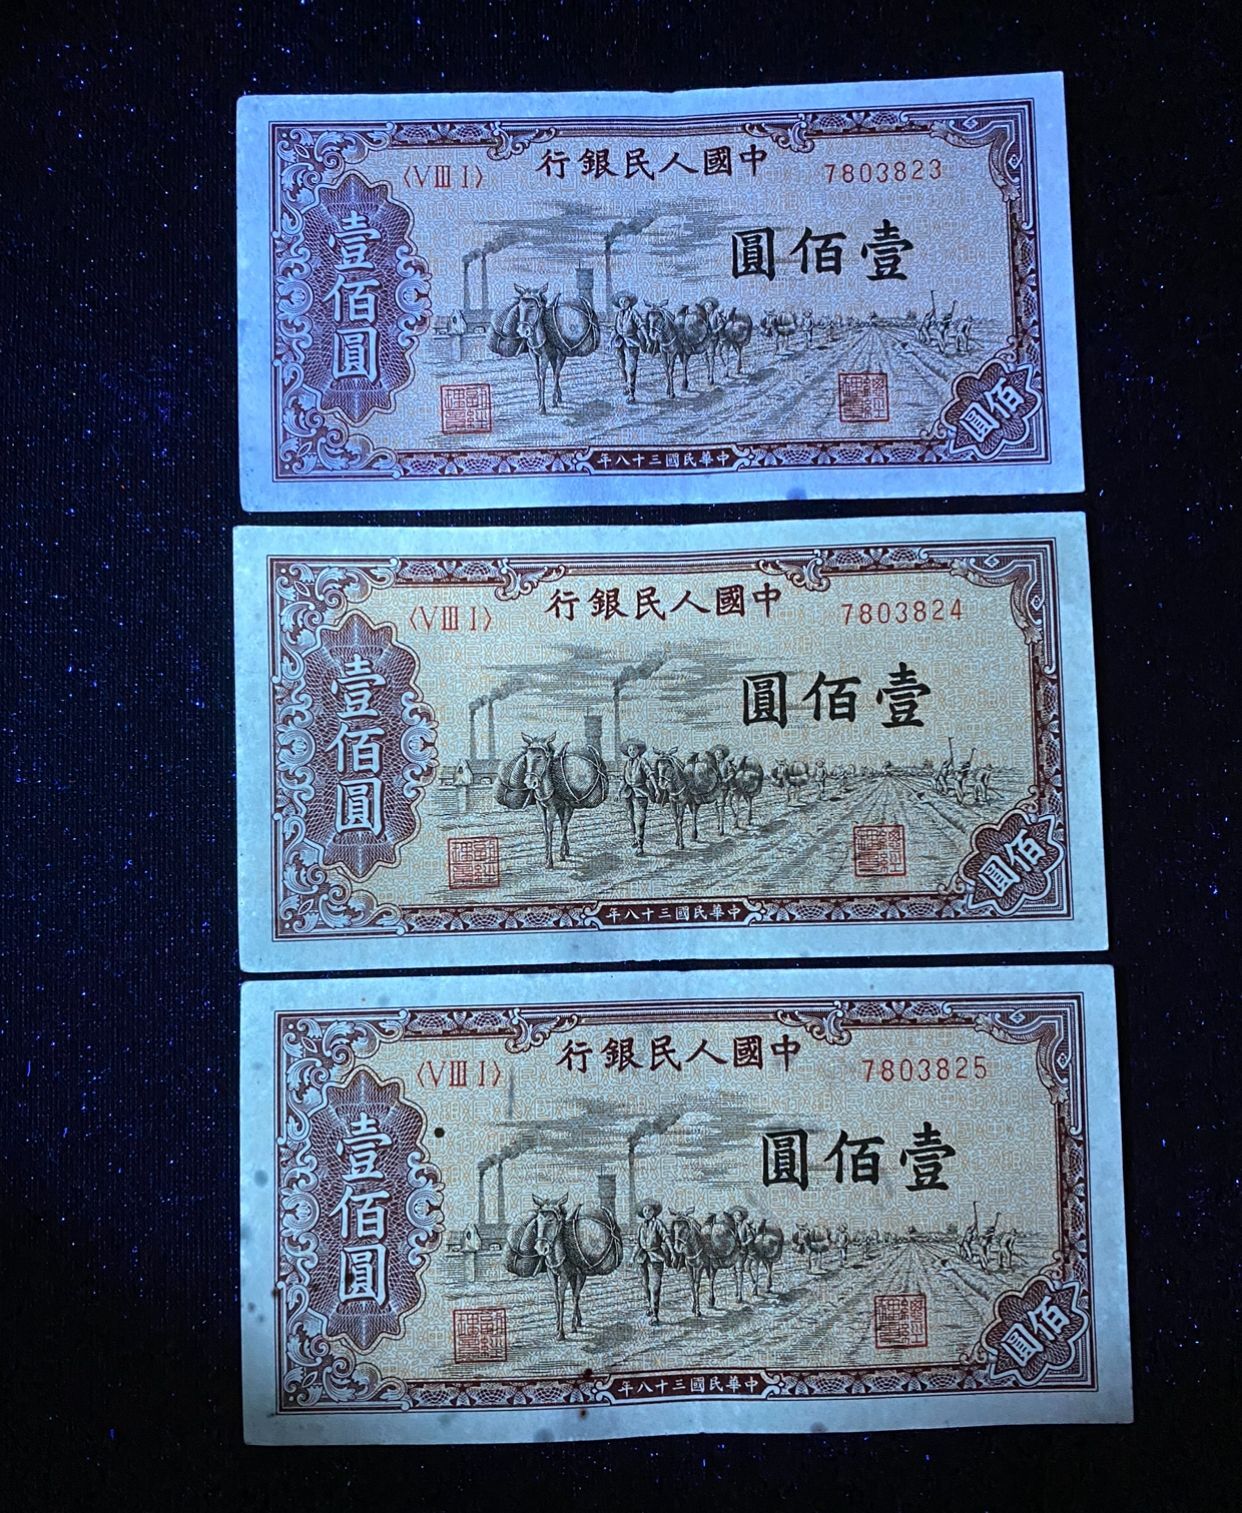 中國人民銀行
〈VIII I〉
7803823
壹佰圓
壹佰圓
佰圓
中華民國三十八年
中國人民銀行
〈VIII I〉
7803824
壹佰圓
壹佰圓
佰圓
中華民國三十八年
中國人民銀行
〈VIII I〉
7803825
壹佰圓
壹佰圓
佰圓
中華民國三十八年